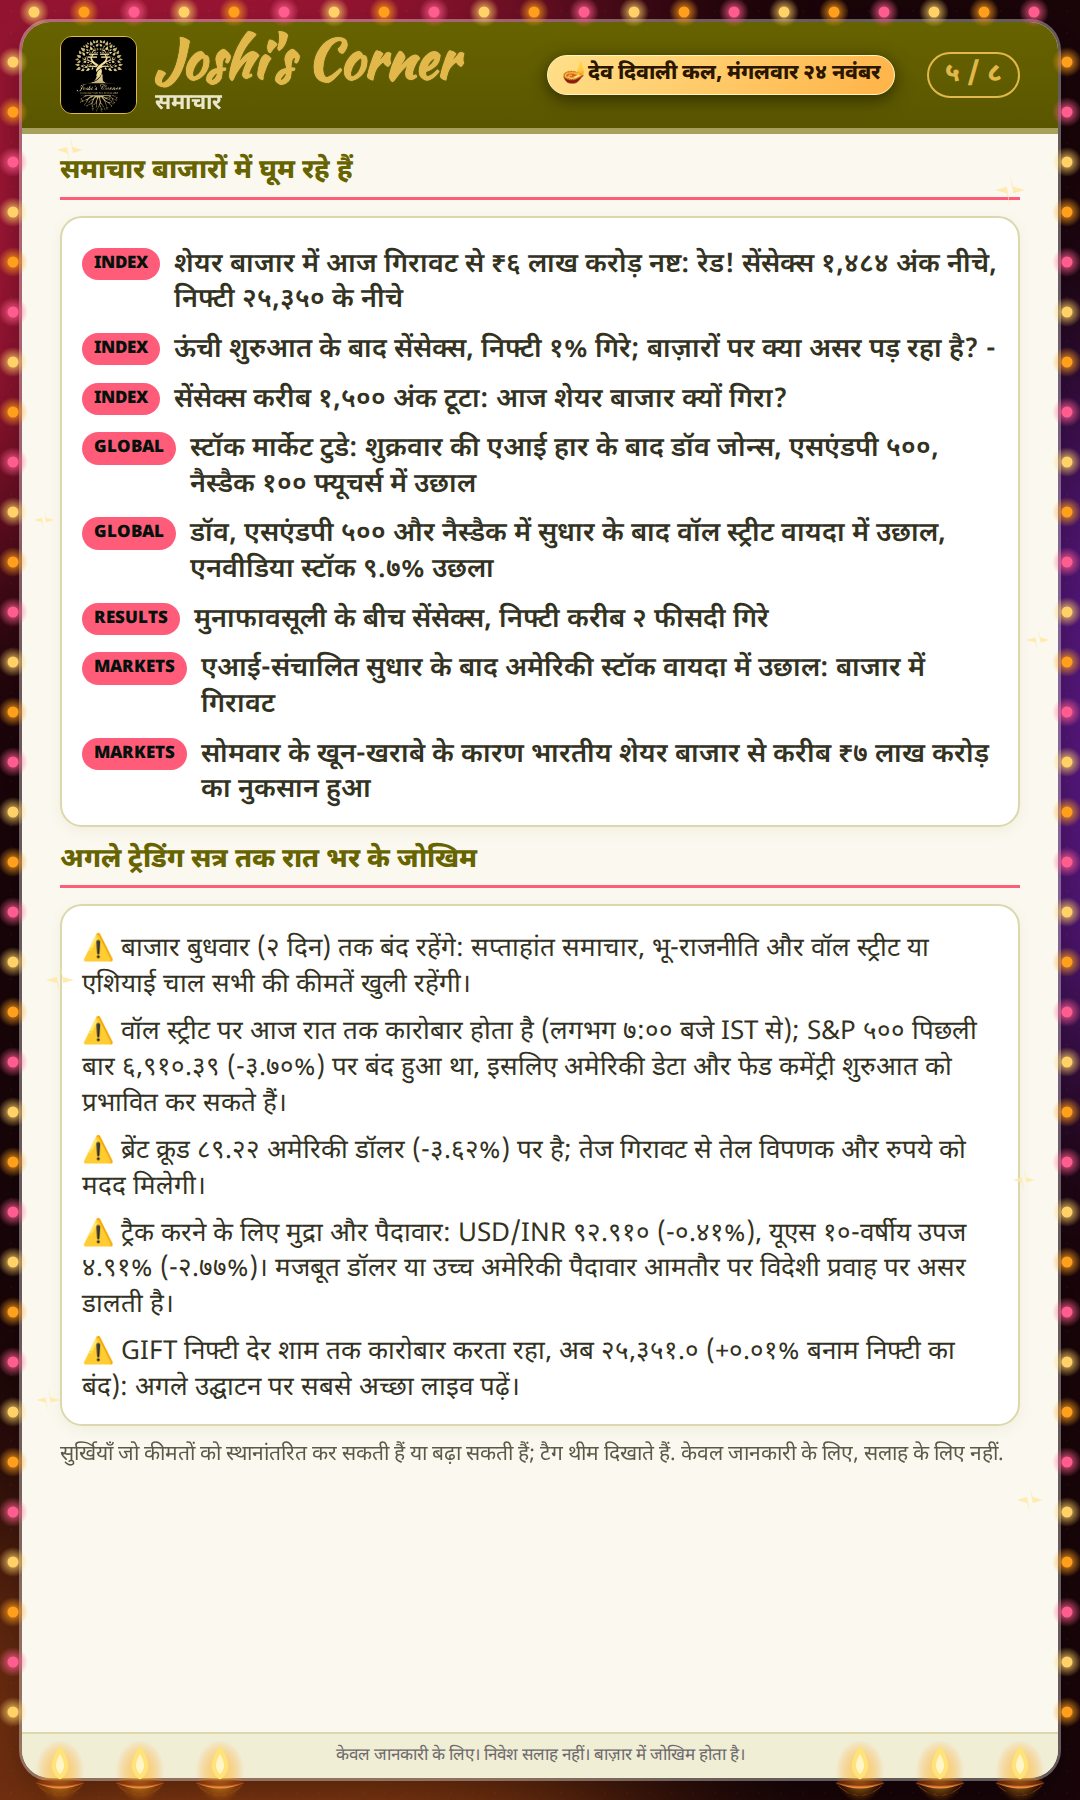 Joshi's Corner
समाचार
🪔 देव दिवाली कल, मंगलवार २४ नवंबर
५ / ८
समाचार बाजारों में घूम रहे हैं
INDEX शेयर बाजार में आज गिरावट से ₹६ लाख करोड़ नष्ट: रेड! सेंसेक्स १,४८४ अंक नीचे,
निफ्टी २५,३५० के नीचे
INDEX ऊंची शुरुआत के बाद सेंसेक्स, निफ्टी १% गिरे; बाज़ारों पर क्या असर पड़ रहा है? -
INDEX सेंसेक्स करीब १,५०० अंक टूटा: आज शेयर बाजार क्यों गिरा?
GLOBAL स्टॉक मार्केट टुडे: शुक्रवार की एआई हार के बाद डॉव जोन्स, एसएंडपी ५००,
नैस्डैक १०० फ्यूचर्स में उछाल
GLOBAL डॉव, एसएंडपी ५०० और नैस्डैक में सुधार के बाद वॉल स्ट्रीट वायदा में उछाल,
एनवीडिया स्टॉक ९.७% उछला
RESULTS मुनाफावसूली के बीच सेंसेक्स, निफ्टी करीब २ फीसदी गिरे
MARKETS एआई-संचालित सुधार के बाद अमेरिकी स्टॉक वायदा में उछाल: बाजार में
गिरावट
MARKETS सोमवार के खून-खराबे के कारण भारतीय शेयर बाजार से करीब ₹७ लाख करोड़
का नुकसान हुआ
अगले ट्रेडिंग सत्र तक रात भर के जोखिम
⚠️ बाजार बुधवार (२ दिन) तक बंद रहेंगे: सप्ताहांत समाचार, भू-राजनीति और वॉल स्ट्रीट या
एशियाई चाल सभी की कीमतें खुली रहेंगी।
⚠️ वॉल स्ट्रीट पर आज रात तक कारोबार होता है (लगभग ७:०० बजे IST से); S&P ५०० पिछली
बार ६,९१०.३९ (-३.७०%) पर बंद हुआ था, इसलिए अमेरिकी डेटा और फेड कमेंट्री शुरुआत को
प्रभावित कर सकते हैं।
⚠️ ब्रेंट क्रूड ८९.२२ अमेरिकी डॉलर (-३.६२%) पर है; तेज गिरावट से तेल विपणक और रुपये को
मदद मिलेगी।
⚠️ ट्रैक करने के लिए मुद्रा और पैदावार: USD/INR ९२.९१० (-०.४१%), यूएस १०-वर्षीय उपज
४.९१% (-२.७७%)। मजबूत डॉलर या उच्च अमेरिकी पैदावार आमतौर पर विदेशी प्रवाह पर असर
डालती है।
⚠️ GIFT निफ्टी देर शाम तक कारोबार करता रहा, अब २५,३५१.० (+०.०१% बनाम निफ्टी का
बंद): अगले उद्घाटन पर सबसे अच्छा लाइव पढ़ें।
सुर्खियाँ जो कीमतों को स्थानांतरित कर सकती हैं या बढ़ा सकती हैं; टैग थीम दिखाते हैं. केवल जानकारी के लिए, सलाह के लिए नहीं.
केवल जानकारी के लिए। निवेश सलाह नहीं। बाज़ार में जोखिम होता है।